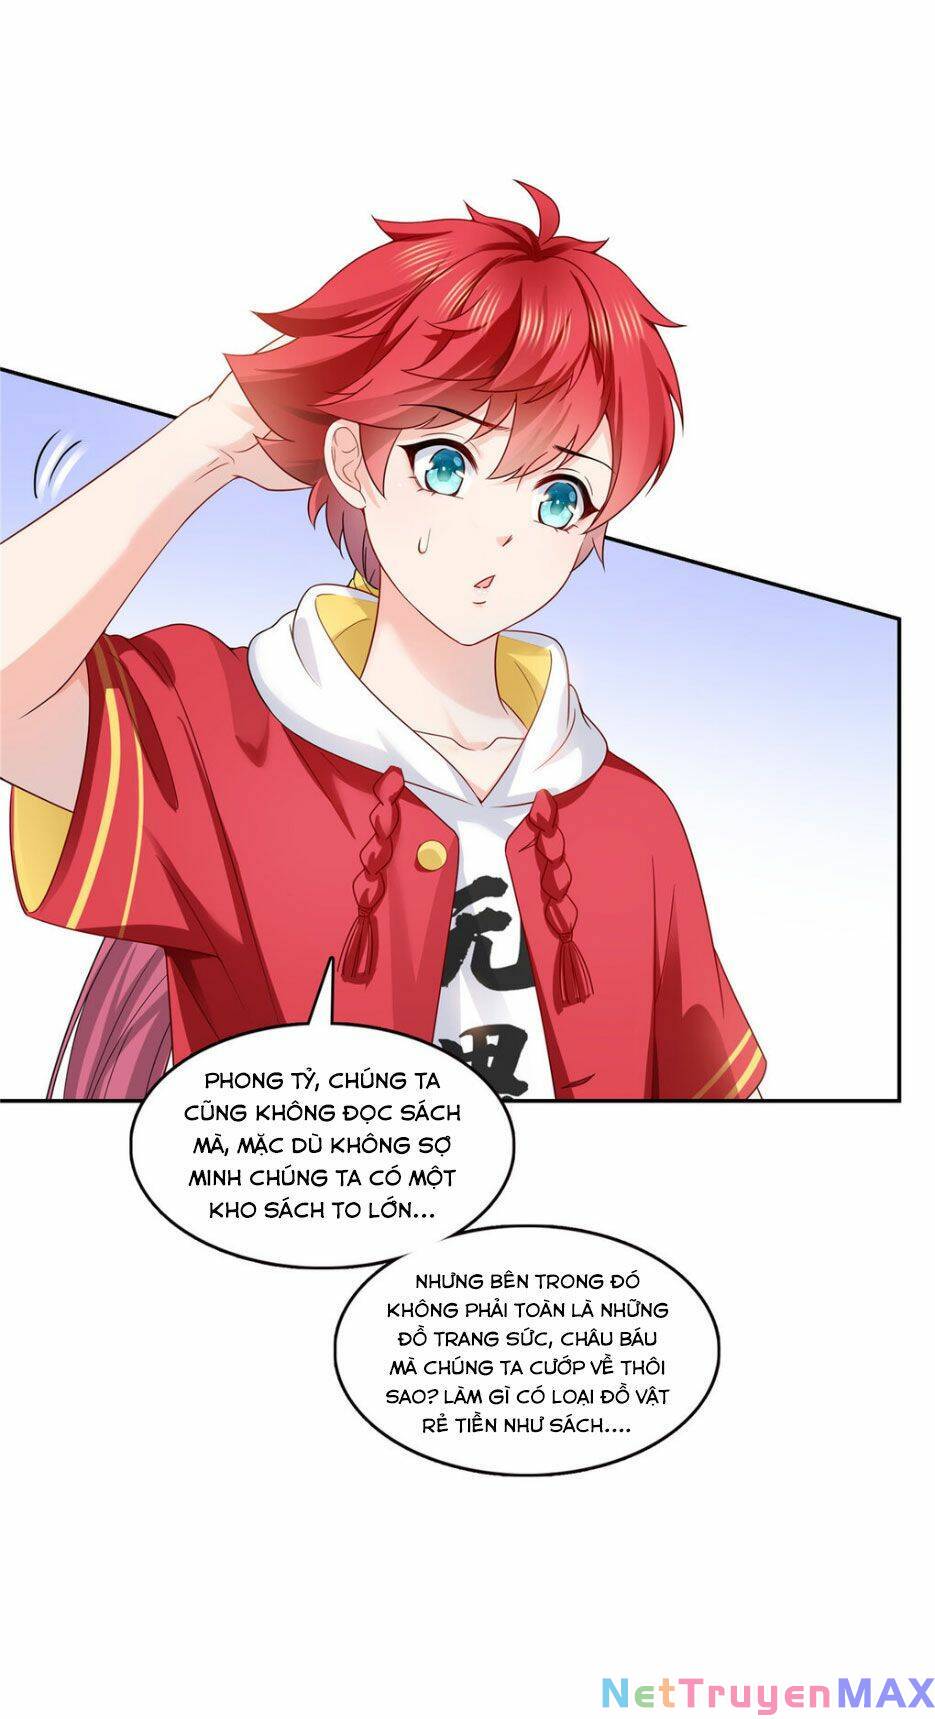 元
PHONG TỶ, CHÚNG TA
CŨNG KHÔNG ĐỌC SÁCH
MÀ, MẶC DÙ KHÔNG SỢ
MINH CHÚNG TA CÓ MỘT
KHO SÁCH TO LỚN...
NHƯNG BÊN TRONG ĐÓ
KHÔNG PHẢI TOÀN LÀ NHỮNG
ĐỒ TRANG SỨC, CHÂU BÁU
MÀ CHÚNG TA CƯỚP VỀ THÔI
SAO? LÀM GÌ CÓ LOẠI ĐỒ VẬT
RẺ TIỀN NHƯ SÁCH....
NETTRUYENMAX